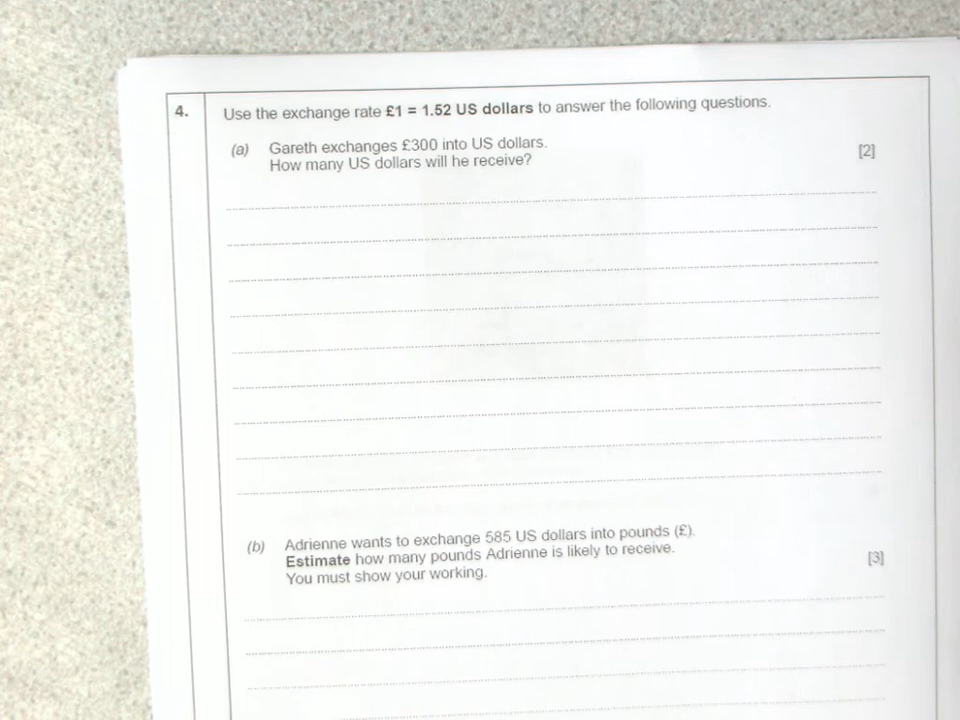 4. Use the exchange rate £1 = 1.52 US dollars to answer the following questions.
(a) Gareth exchanges £300 into US dollars.
How many US dollars will he receive? [2]
(b) Adrienne wants to exchange 585 US dollars into pounds (£).
Estimate how many pounds Adrienne is likely to receive.
You must show your working. [3]